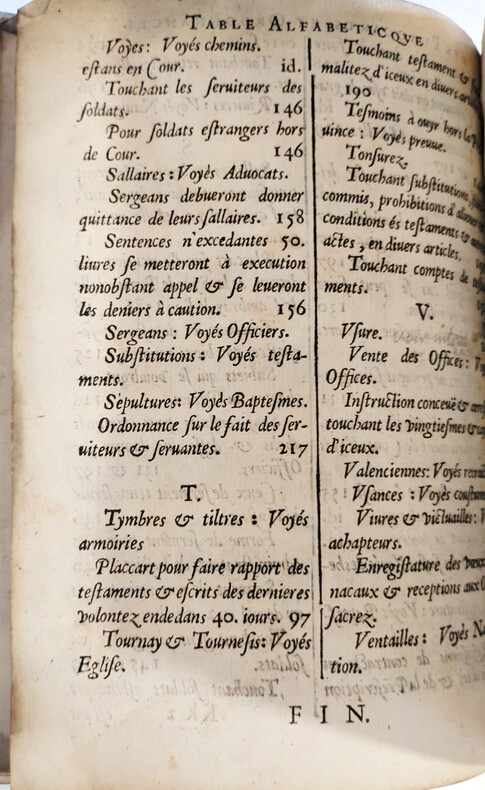 TABLE ALFABETICQVE
Voyes: Voyés chemins.
estans en Cour. id.
Touchant les seruiteurs des
soldats. 146
Pour soldats estrangers hors
de Cour. 146
Sallaires: Voyés Aduocats.
Sergeans debueront donner
quittance de leurs sallaires. 158
Sentences n'excedantes 50.
liures se metteront à execution
nonobstant appel & se leueront
les deniers à caution. 156
Sergeans : Voyés Officiers.
Substitutions: Voyés testa-
ments.
Sepultures: Voyés Baptesmes.
Ordonnance sur le fait des ser-
uiteurs & seruantes. 217
T.
Tymbres & tiltres : Voyés
armoiries
Placcart pour faire rapport des
testaments & escrits des dernieres
volontez endedans 40. iours. 97
Tournay & Tournesis: Voyés
Eglise.
Touchant testament &
malitez d'iceux en diuers
190
Tesmoins à ouyr hors la
uince : Voyés preuue.
Tonsurez.
Touchant substitutions,
commis, prohibitions
conditions és testaments &
actes, en diuers articles.
Touchant comptes de
ments.
V.
Vsure.
Vente des Offices:
Offices.
Instruction conceuë &
touchant les vingtiesmes &
d'iceux.
Valenciennes: Voyés
Vsances : Voyés
Viures & victuailles:
achapteurs.
Enregistature des
nacaux & receptions aux
sacrez.
Ventailles: Voyés
tion.
FIN.